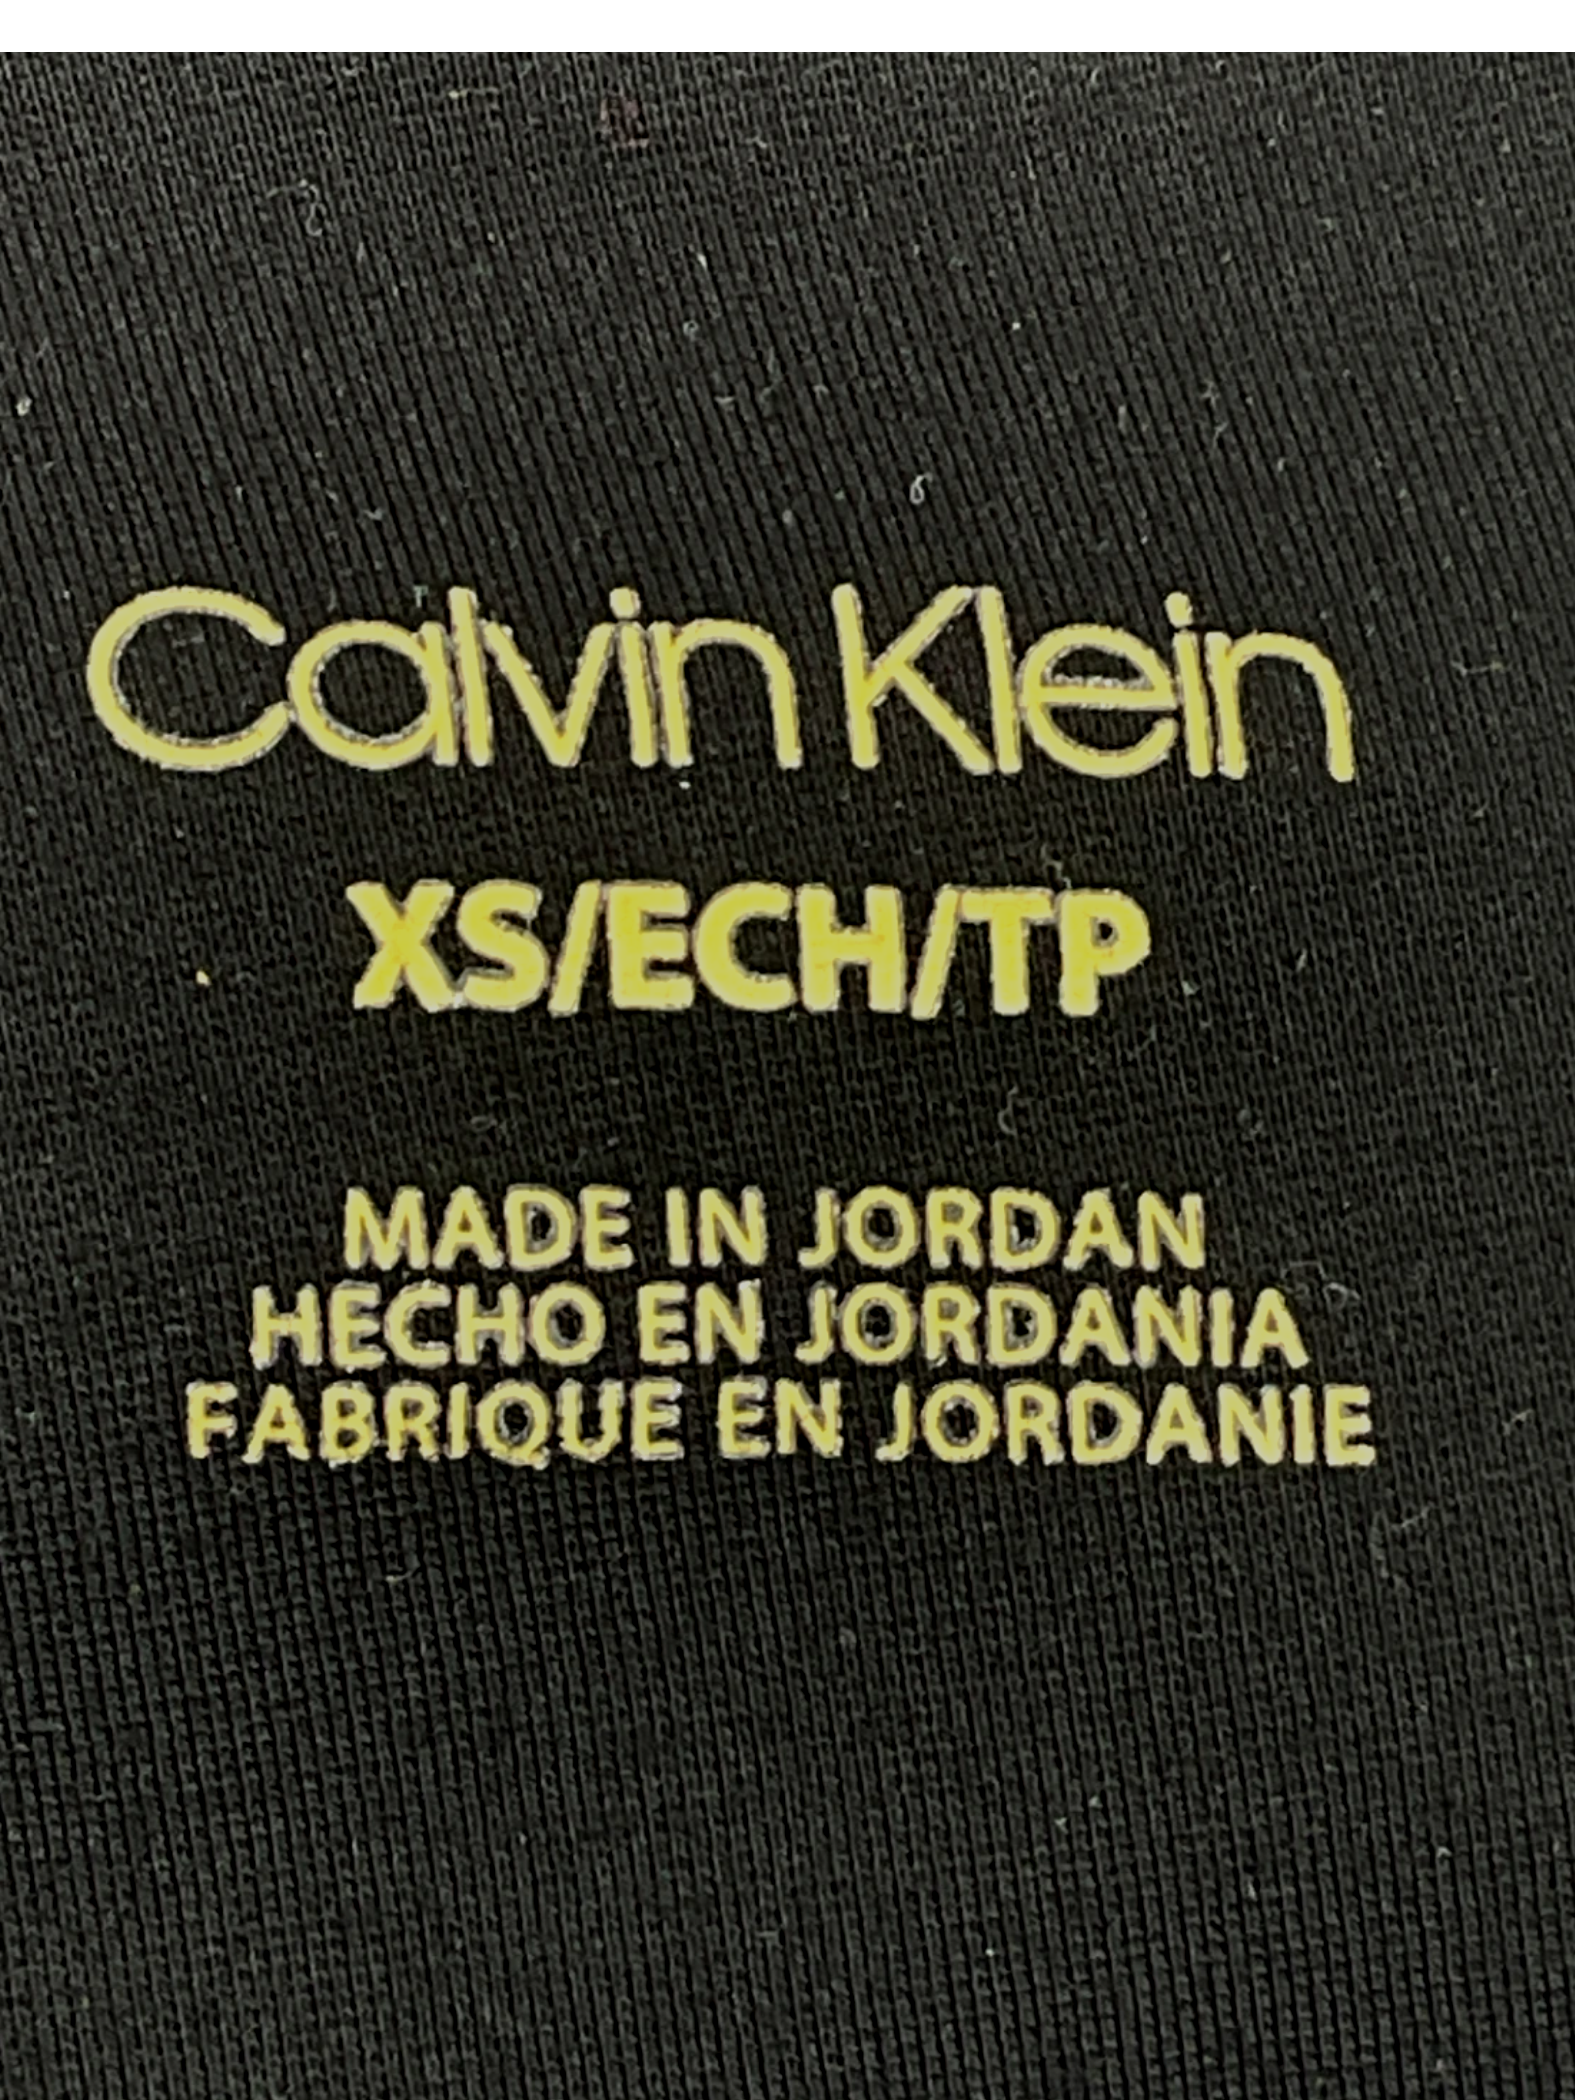 Calvin Klein
XS/ECH/TP
MADE IN JORDAN
HECHO EN JORDANIA
FABRIQUE EN JORDANIE